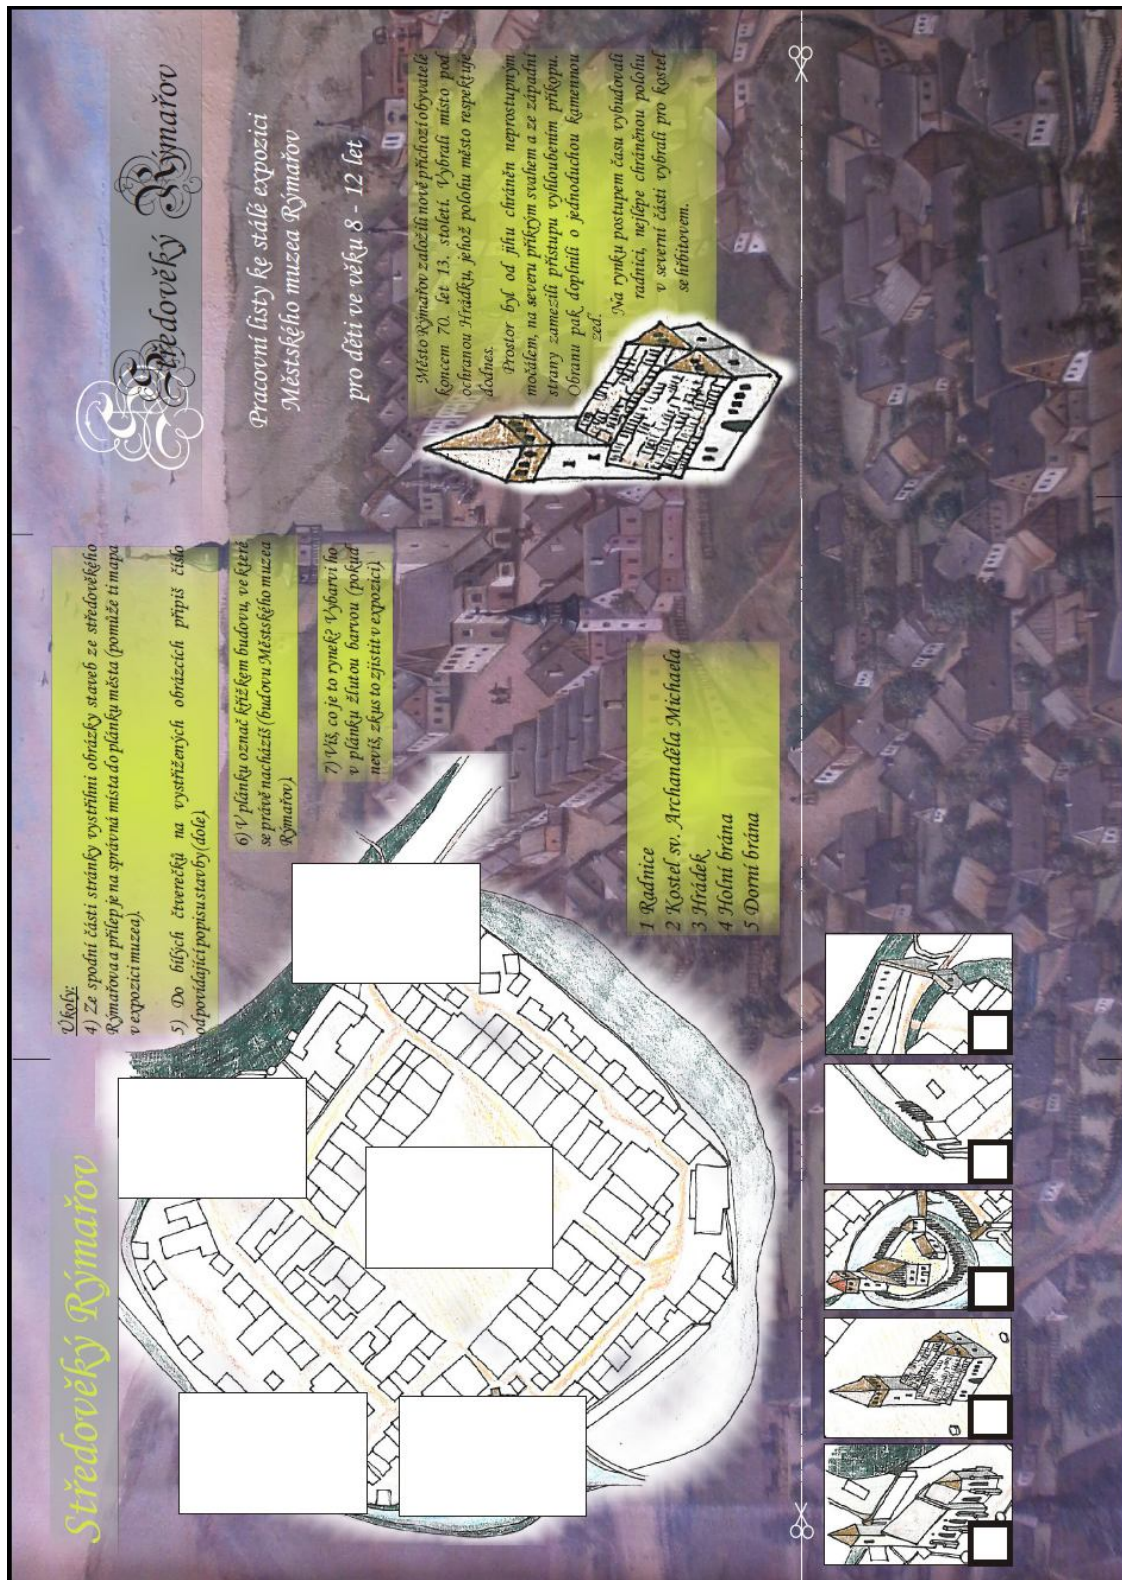 Středověký Rýmařov
Úkoly:
4) Ze spodní části stránky vystřihni obrázky staveb ze středověkého
Rýmařova a přilep je na správná místa do plánku města (pomůže ti mapa
v expozici muzea).
5) Do bílých čtverečků na vystřižených obrázcích připiš číslo
odpovídající popisu stavby (dole).
6) V plánku označ křížkem budovu, ve které
se právě nacházíš (budovu Městského muzea
Rýmařov).
7) Víš, co je to rynek? Vybarvi ho
v plánku žlutou barvou (pokud
nevíš, zkus to zjistit v expozici).
1 Radnice
2 Kostel sv. Archanděla Michaela
3 Hrádek
4 Holní brána
5 Dorní brána
Středověký Rýmařov
Pracovní listy ke stálé expozici
Městského muzea Rýmařov
pro děti ve věku 8 - 12 let
Město Rýmařov založili nově příchozí obyvatelé
koncem 70. let 13. století. Vybrali místo pod
ochranou Hrádku, jehož polohu město respektuje
dodnes.
Prostor byl od jihu chráněn neprostupným
močálem, na severu příkrým svahem a ze západní
strany zamezili přístupu vyhloubením příkopu.
Obranu pak doplnili o jednoduchou kamennou
zeď.
Na rynku postupem času vybudovali
radnici, nejlépe chráněnou polohu
v severní části vybrali pro kostel
se hřbitovem.